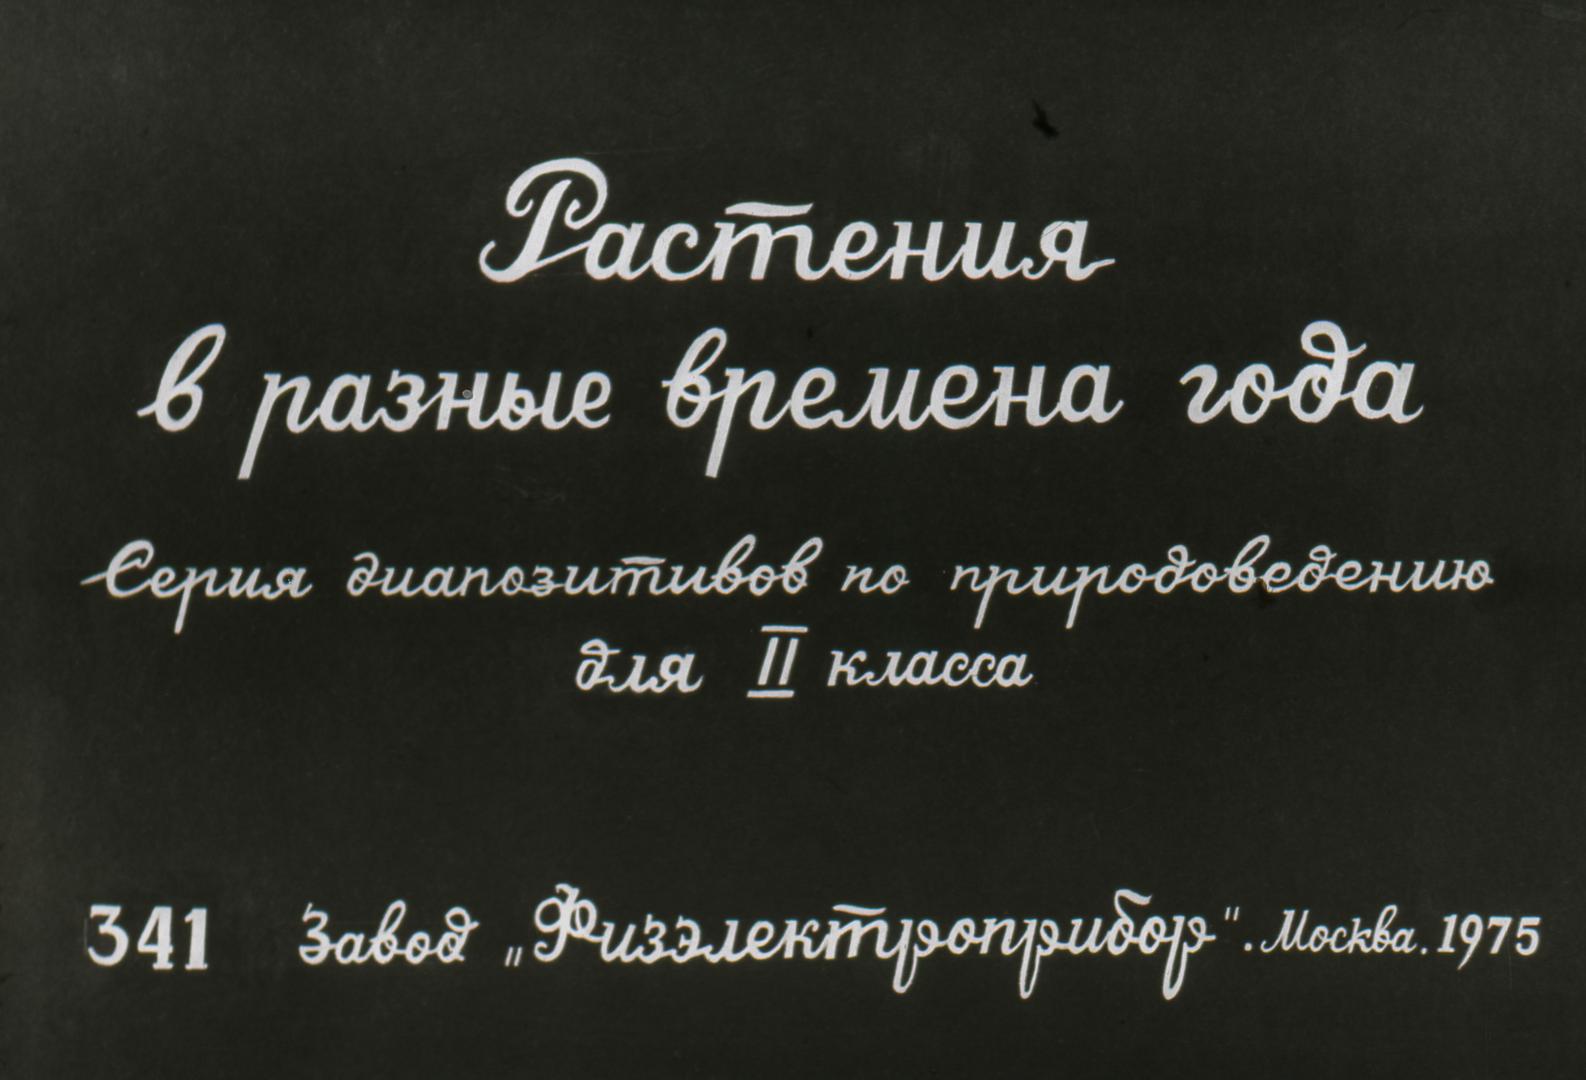 Растения
в разные времена года
Серия диапозитивов по природоведению
для II класса
341 Завод „Физэлектроприбор". Москва. 1975